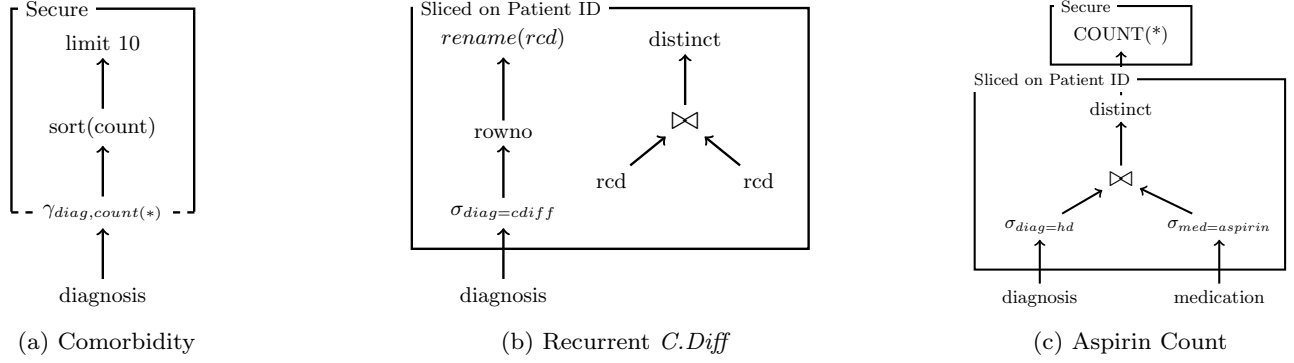 Secure
limit 10
sort(count)
γdiag,count(*)
diagnosis
(a) Comorbidity
Sliced on Patient ID
rename(rcd)
distinct
⋈
rowno
rcd
rcd
σdiag=cdiff
diagnosis
(b) Recurrent C.Diff
Secure
COUNT(*)
Sliced on Patient ID
distinct
⋈
σdiag=hd
σmed=aspirin
diagnosis
medication
(c) Aspirin Count